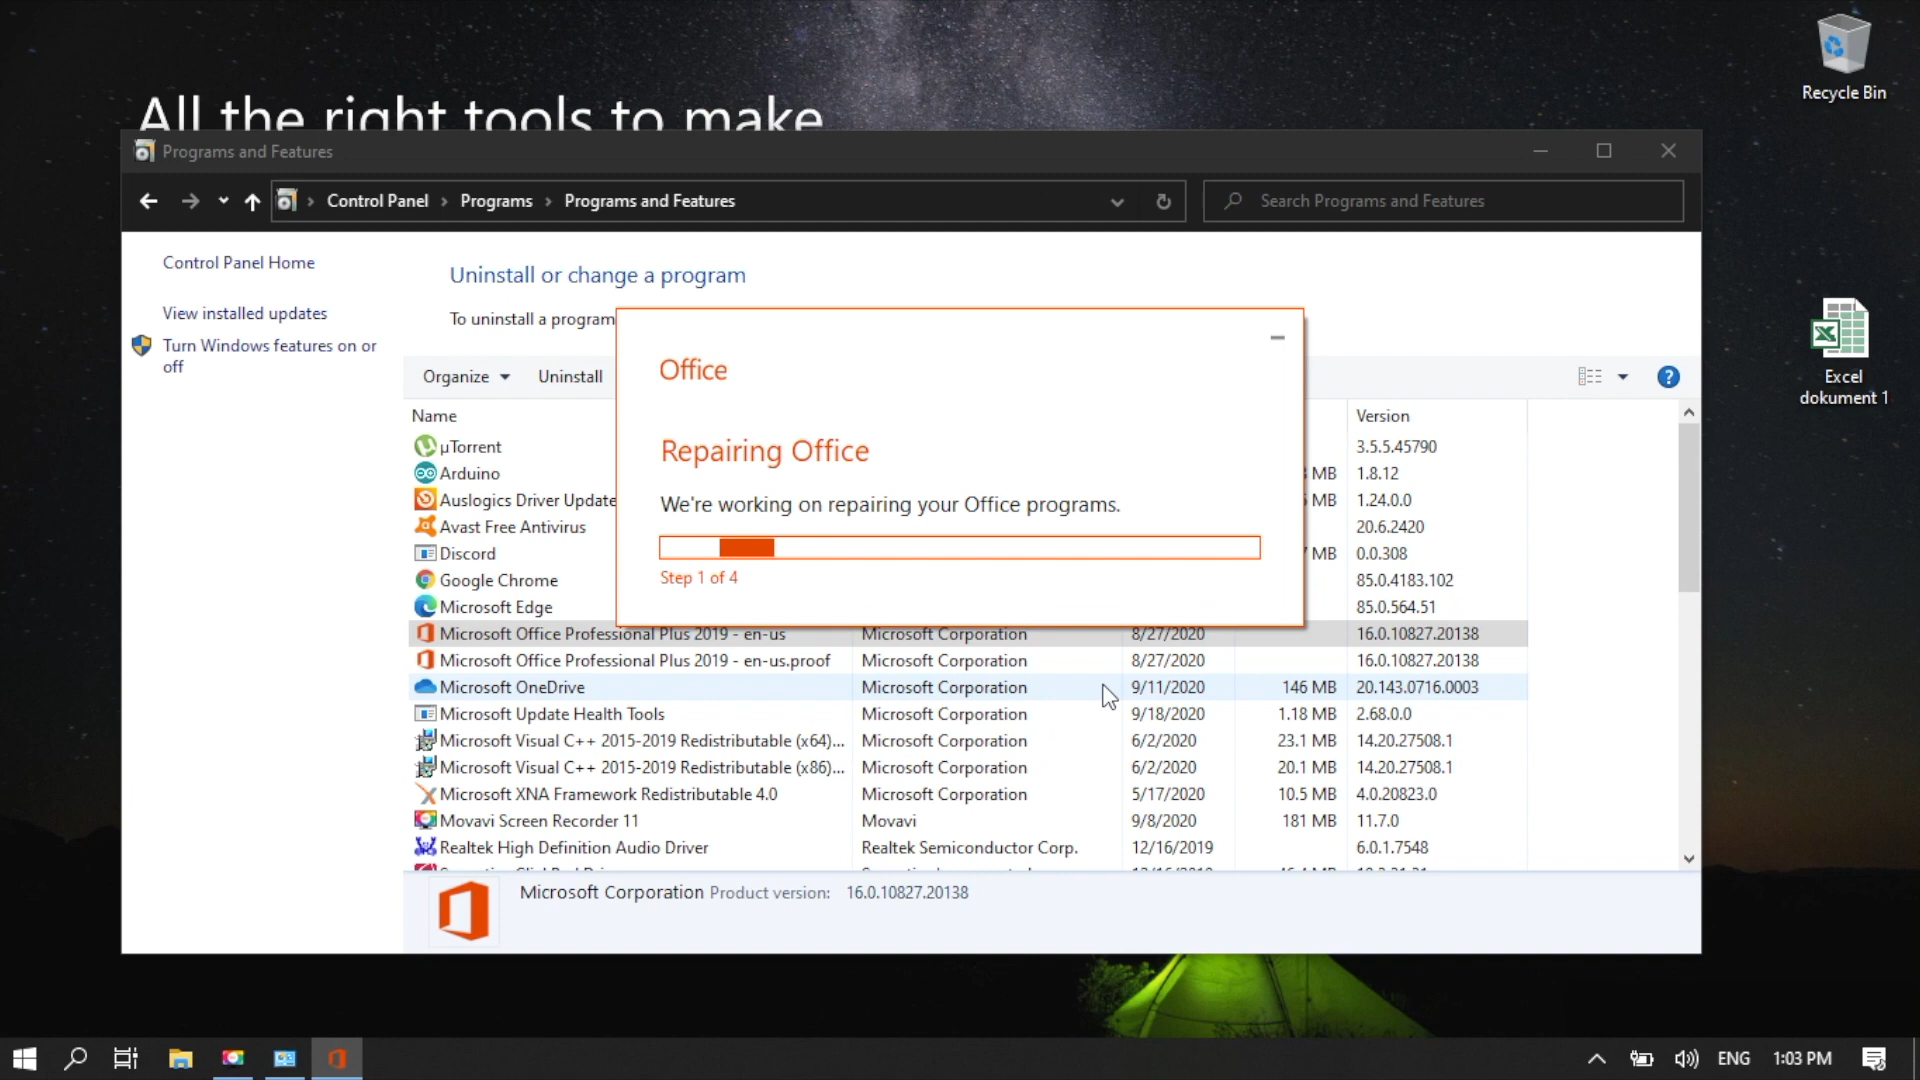 Recycle Bin
All the right tools to make
Programs and Features
Control Panel > Programs > Programs and Features
Search Programs and Features
Control Panel Home
View installed updates
Turn Windows features on or
off
Uninstall or change a program
To uninstall a program
Organize Uninstall
Office
Repairing Office
We're working on repairing your Office programs.
Step 1 of 4
Excel
dokument 1
Name Version
µTorrent 3.5.5.45790
Arduino MB 1.8.12
Auslogics Driver Update MB 1.24.0.0
Avast Free Antivirus 20.6.2420
Discord MB 0.0.308
Google Chrome 85.0.4183.102
Microsoft Edge 85.0.564.51
Microsoft Office Professional Plus 2019 - en-us Microsoft Corporation 8/27/2020 16.0.10827.20138
Microsoft Office Professional Plus 2019 - en-us.proof Microsoft Corporation 8/27/2020 16.0.10827.20138
Microsoft OneDrive Microsoft Corporation 9/11/2020 146 MB 20.143.0716.0003
Microsoft Update Health Tools Microsoft Corporation 9/18/2020 1.18 MB 2.68.0.0
Microsoft Visual C++ 2015-2019 Redistributable (x64)... Microsoft Corporation 6/2/2020 23.1 MB 14.20.27508.1
Microsoft Visual C++ 2015-2019 Redistributable (x86)... Microsoft Corporation 6/2/2020 20.1 MB 14.20.27508.1
Microsoft XNA Framework Redistributable 4.0 Microsoft Corporation 5/17/2020 10.5 MB 4.0.20823.0
Movavi Screen Recorder 11 Movavi 9/8/2020 181 MB 11.7.0
Realtek High Definition Audio Driver Realtek Semiconductor Corp. 12/16/2019 6.0.1.7548
Microsoft Corporation Product version: 16.0.10827.20138
ENG 1:03 PM